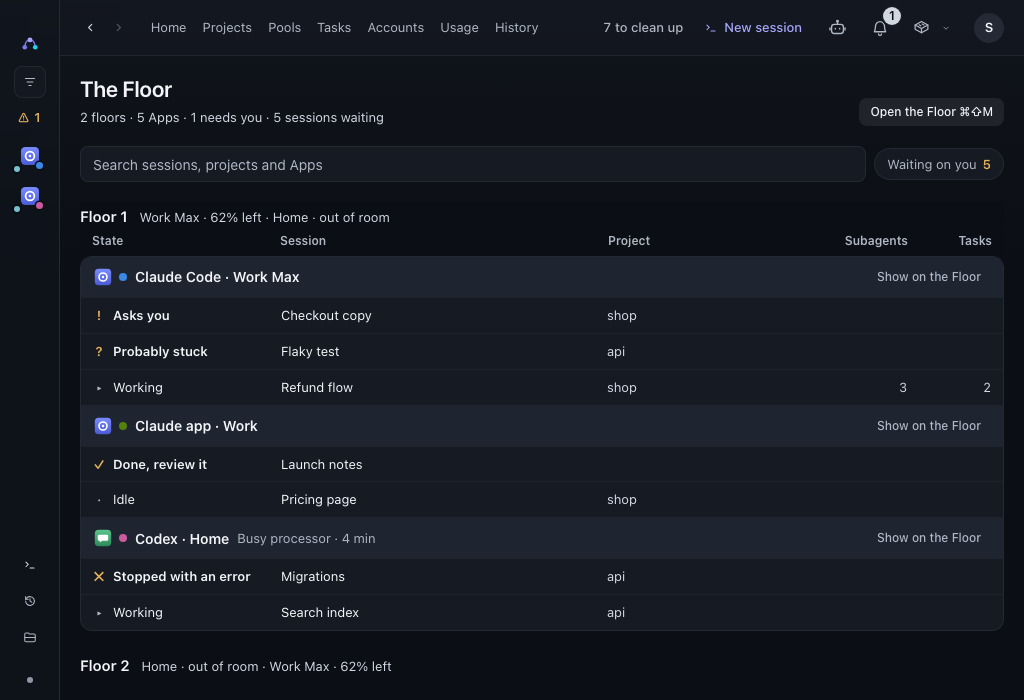 Home Projects Pools Tasks Accounts Usage History 7 to clean up New session 1 S
1
The Floor
2 floors · 5 Apps · 1 needs you · 5 sessions waiting
Open the Floor ⌘⇧M
Search sessions, projects and Apps
Waiting on you 5
Floor 1 Work Max · 62% left · Home · out of room
State Session Project Subagents Tasks
Claude Code · Work Max Show on the Floor
! Asks you Checkout copy shop
? Probably stuck Flaky test api
▸ Working Refund flow shop 3 2
Claude app · Work Show on the Floor
✓ Done, review it Launch notes
· Idle Pricing page shop
Codex · Home Busy processor · 4 min Show on the Floor
✕ Stopped with an error Migrations api
▸ Working Search index api
Floor 2 Home · out of room · Work Max · 62% left